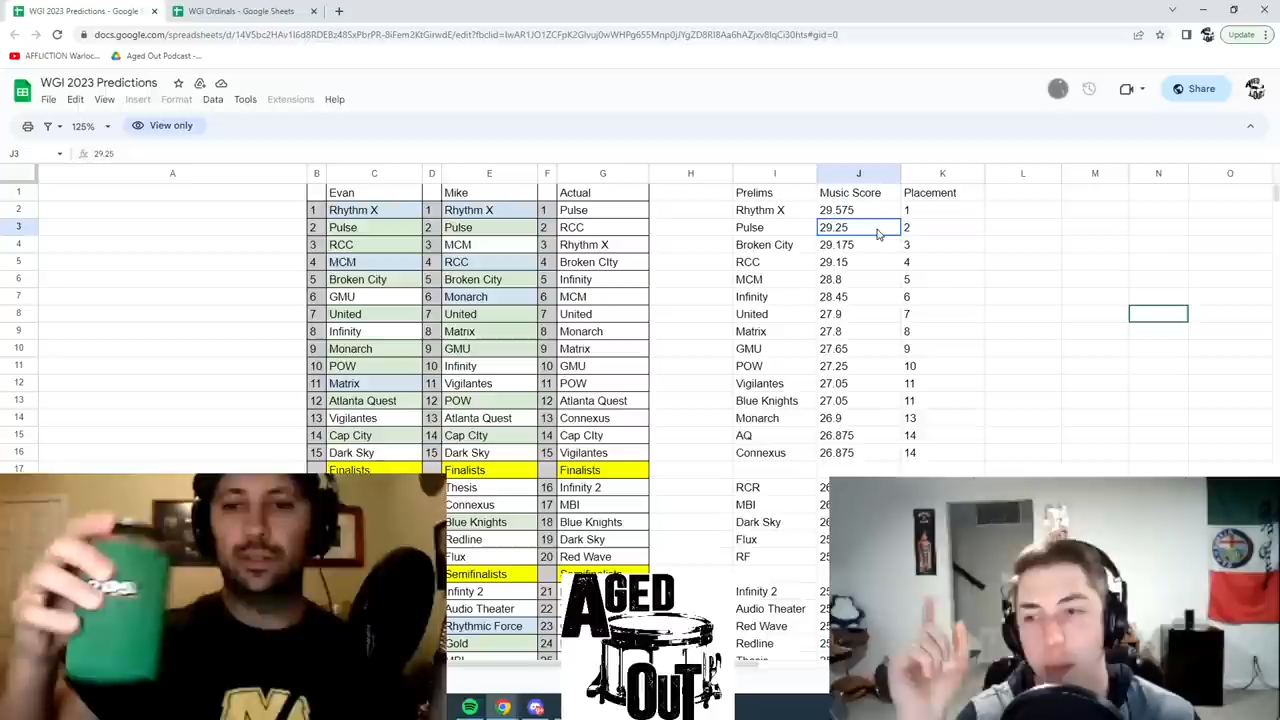 WGI 2023 Predictions - Google S
WGI Ordinals - Google Sheets
docs.google.com/spreadsheets/d/
AFFLICTION Warloc...
Aged Out Podcast -...
Update
WGI 2023 Predictions
File Edit View Insert Format Data Tools Extensions Help
Share
125% View only
J3 29.25
A B C D E F G H I J K L M N O
1 Evan Mike Actual Prelims Music Score Placement
2 1 Rhythm X 1 Rhythm X 1 Pulse Rhythm X 29.575 1
3 2 Pulse 2 Pulse 2 RCC Pulse 29.25 2
4 3 RCC 3 MCM 3 Rhythm X Broken City 29.175 3
5 4 MCM 4 RCC 4 Broken CIty RCC 29.15 4
6 5 Broken City 5 Broken City 5 Infinity MCM 28.8 5
7 6 GMU 6 Monarch 6 MCM Infinity 28.45 6
8 7 United 7 United 7 United United 27.9 7
9 8 Infinity 8 Matrix 8 Monarch Matrix 27.8 8
10 9 Monarch 9 GMU 9 Matrix GMU 27.65 9
11 10 POW 10 Infinity 10 GMU POW 27.25 10
12 11 Matrix 11 Vigilantes 11 POW Vigilantes 27.05 11
13 12 Atlanta Quest 12 POW 12 Atlanta Quest Blue Knights 27.05 11
14 13 Vigilantes 13 Atlanta Quest 13 Connexus Monarch 26.9 13
15 14 Cap City 14 Cap CIty 14 Cap CIty AQ 26.875 14
16 15 Dark Sky 15 Dark Sky 15 Vigilantes Connexus 26.875 14
17 Finalists Finalists Finalists
Thesis 16 Infinity 2 RCR
Connexus 17 MBI MBI
Blue Knights 18 Blue Knights Dark Sky
Redline 19 Dark Sky Flux
Flux 20 Red Wave RF
Semifinalists
Infinty 2 21 Infinity 2
Audio Theater 22 Audio Theater
Rhythmic Force 23 Red Wave
Gold 24 Redline
AGED
OUT